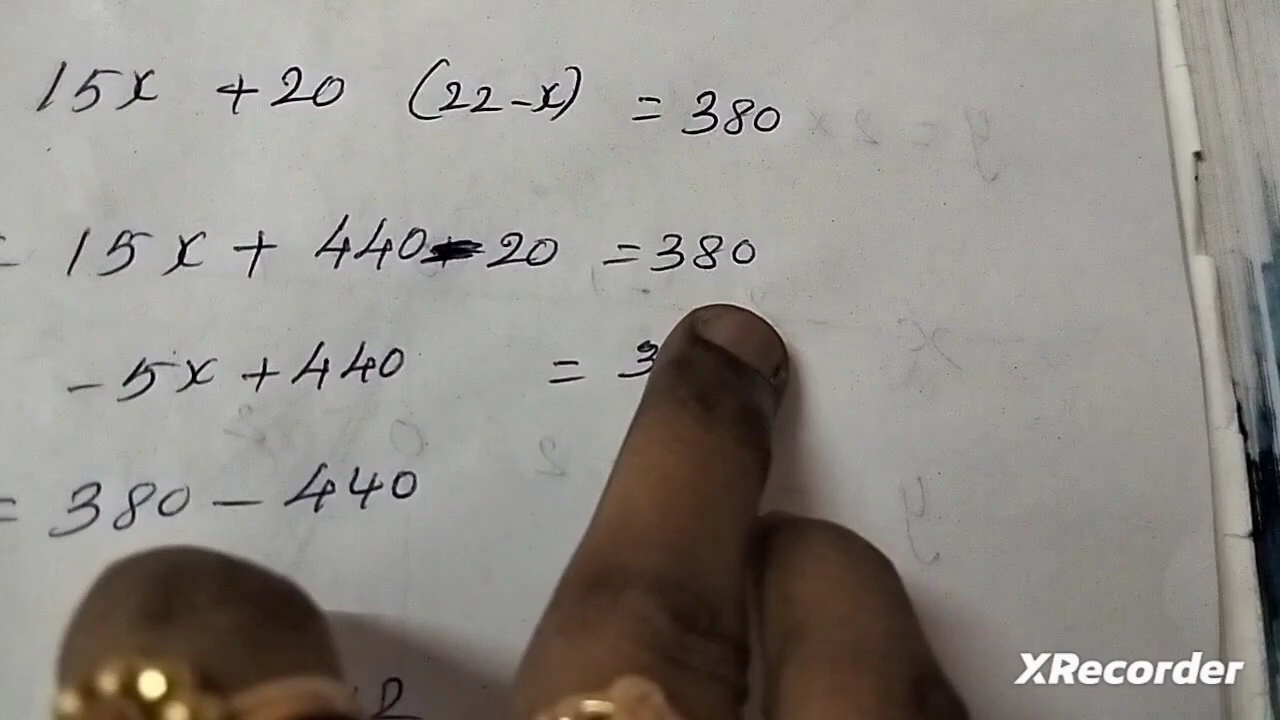 15x + 20 (22-x) = 380
= 15x + 440 - 20 = 380
- 5x + 440 = 3
= 380 - 440
XRecorder